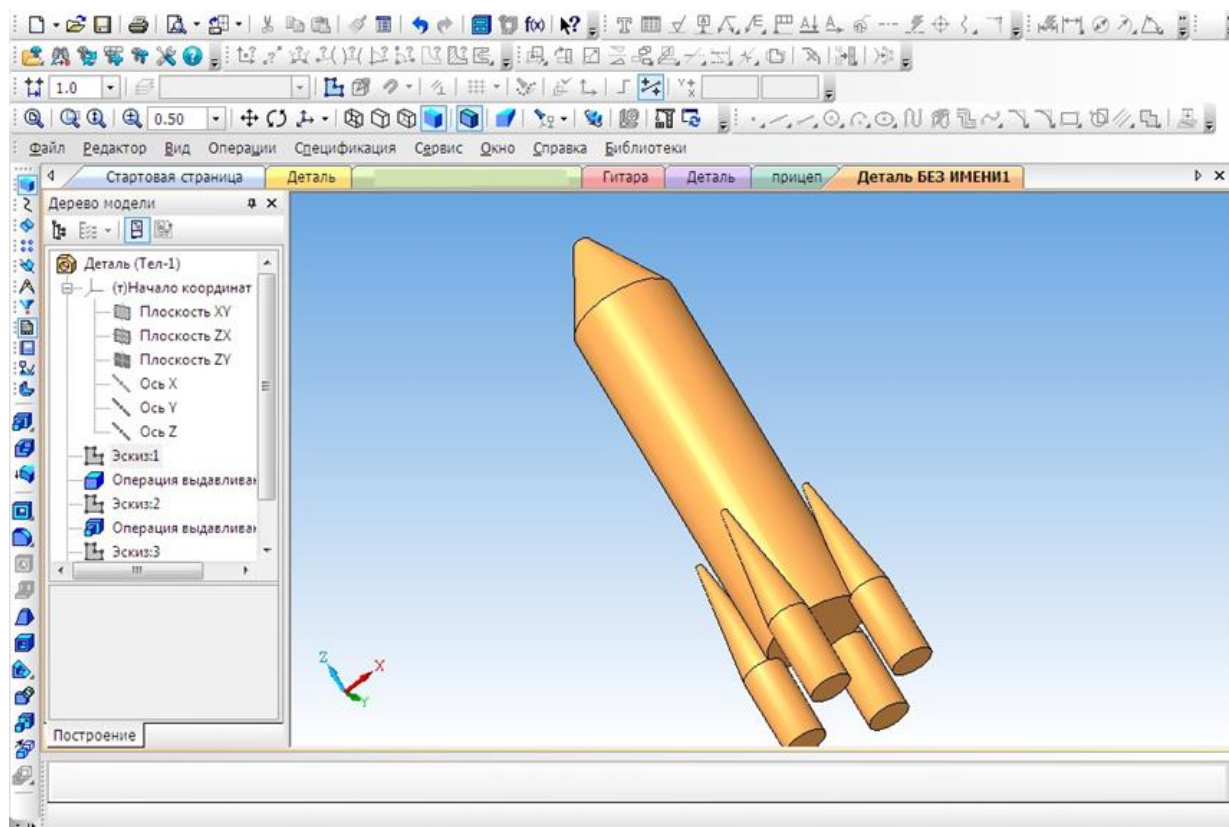 f(x)
1.0
0.50
Файл Редактор Вид Операции Спецификация Сервис Окно Справка Библиотеки
Стартовая страница Деталь Гитара Деталь прицеп Деталь БЕЗ ИМЕНИ1
Дерево модели
Деталь (Тел-1)
(т)Начало координат
Плоскость XY
Плоскость ZX
Плоскость ZY
Ось X
Ось Y
Ось Z
Эскиз:1
Операция выдавливан
Эскиз:2
Операция выдавливан
Эскиз:3
Z
X
Y
Построение